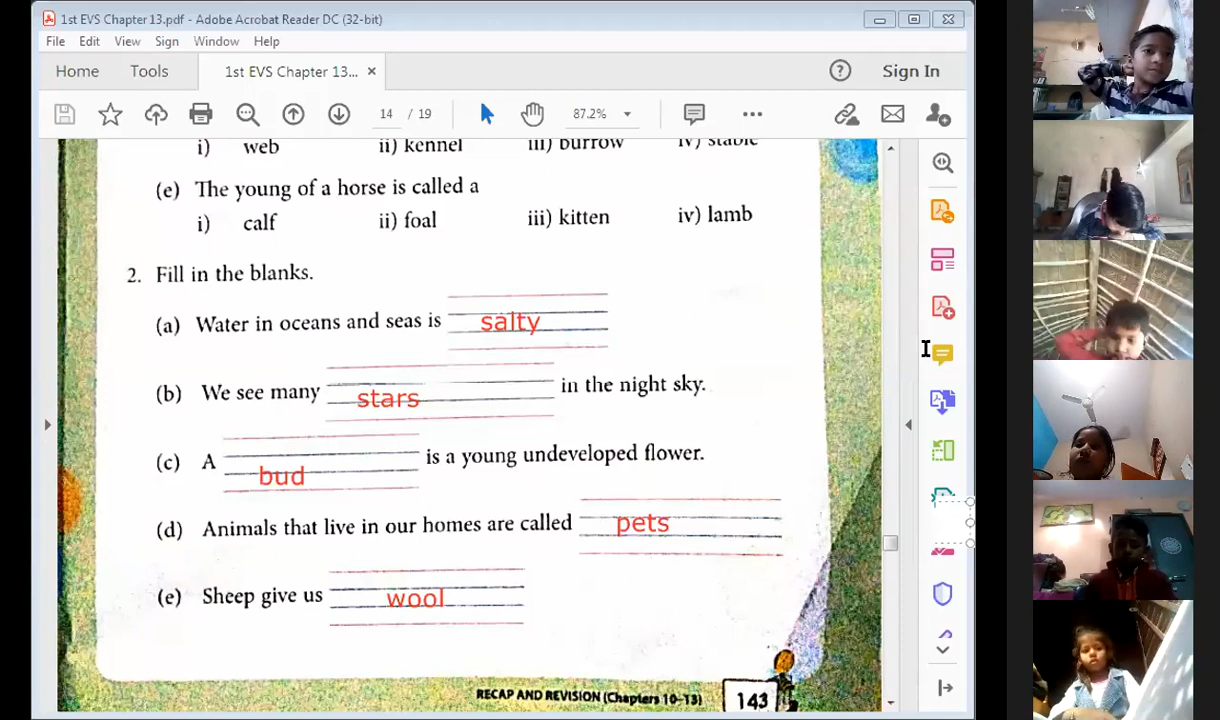 1st EVS Chapter 13.pdf - Adobe Acrobat Reader DC (32-bit)
File Edit View Sign Window Help
Home Tools 1st EVS Chapter 13... × ? Sign In
14 / 19 87.2%
i) web ii) kennel iii) burrow iv) stable
(e) The young of a horse is called a
i) calf ii) foal iii) kitten iv) lamb
2. Fill in the blanks.
(a) Water in oceans and seas is salty
(b) We see many stars in the night sky.
(c) A bud is a young undeveloped flower.
(d) Animals that live in our homes are called pets
(e) Sheep give us wool
RECAP AND REVISION (Chapters 10-13) 143